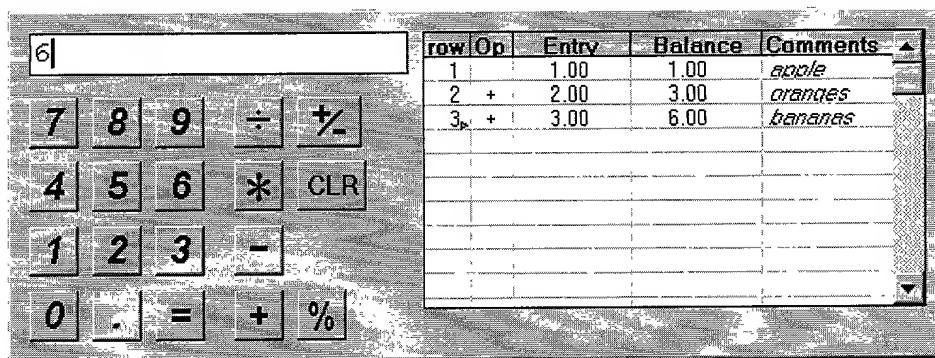 6
7 8 9 ÷ +/-
4 5 6 * CLR
1 2 3 -
0 . = + %
row Op Entry Balance Comments
1 1.00 1.00 apple
2 + 2.00 3.00 oranges
3 + 3.00 6.00 bananas